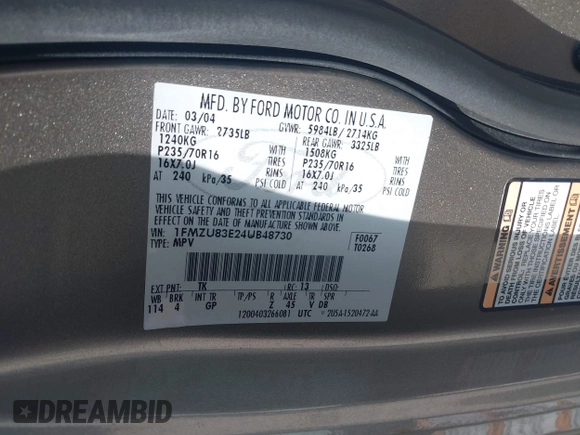 MFD. BY FORD MOTOR CO. IN U.S.A.
DATE: 03/04 GVWR: 5984LB/ 2714KG
FRONT GAWR: 2735LB REAR GAWR: 3325LB
1240KG 1508KG
P235/70R16 TIRES P235/70R16 TIRES
16X7.0J RIMS 16X7.0J RIMS
AT 240 kPa/35 PSI COLD AT 240 kPa/35 PSI COLD
THIS VEHICLE CONFORMS TO ALL APPLICABLE FEDERAL MOTOR
VEHICLE SAFETY AND THEFT PREVENTION STANDARDS
IN EFFECT ON THE DATE OF MANUFACTURE SHOWN ABOVE.
VIN: 1FMZU83E24UB48730 F0067
TYPE: MPV T0268
EXT PNT: TK RC: 13 DSO:
WB BRK INT TR TP/PS R AXLE TR SPR
114 4 GP Z 45 V DB
1200403266081 UTC 2U5A-1520472-AA
Ford
DREAMBID